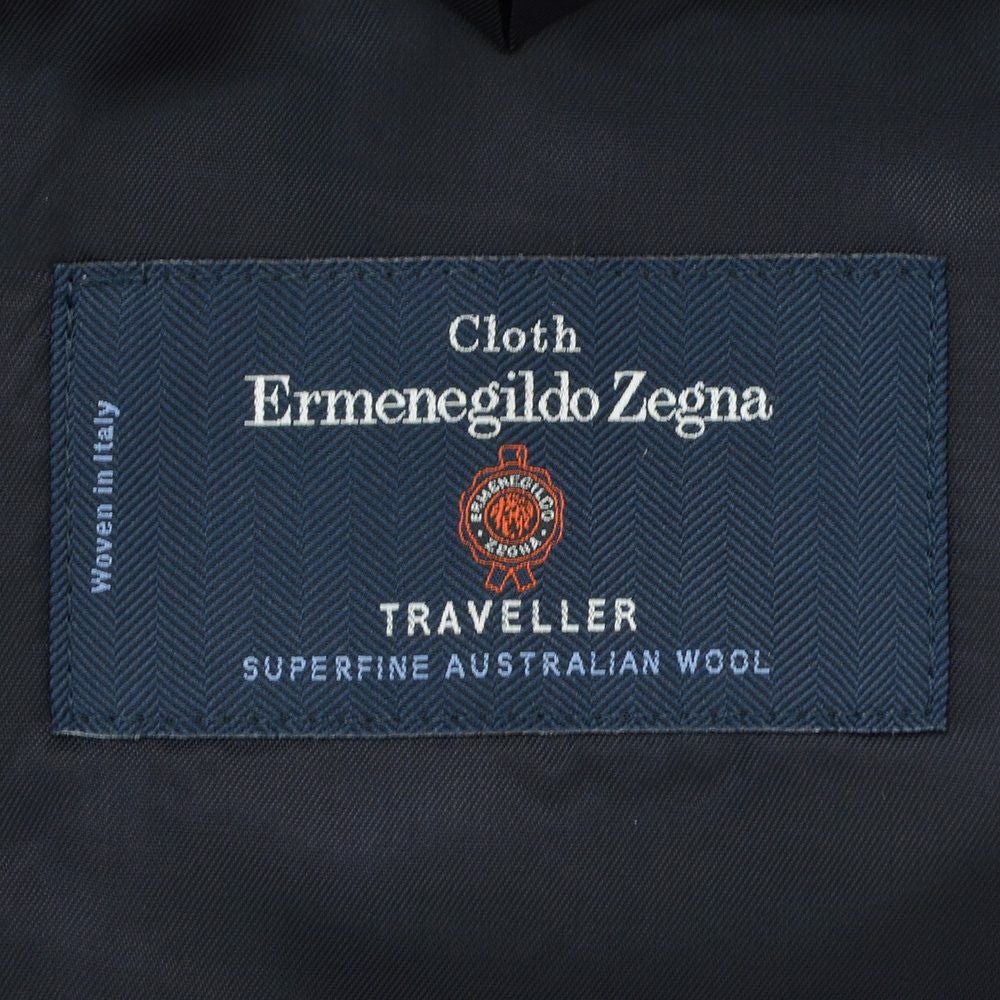 Cloth
Ermenegildo Zegna
ERMENEGILDO
ZEGNA
TRAVELLER
SUPERFINE AUSTRALIAN WOOL
Woven in Italy